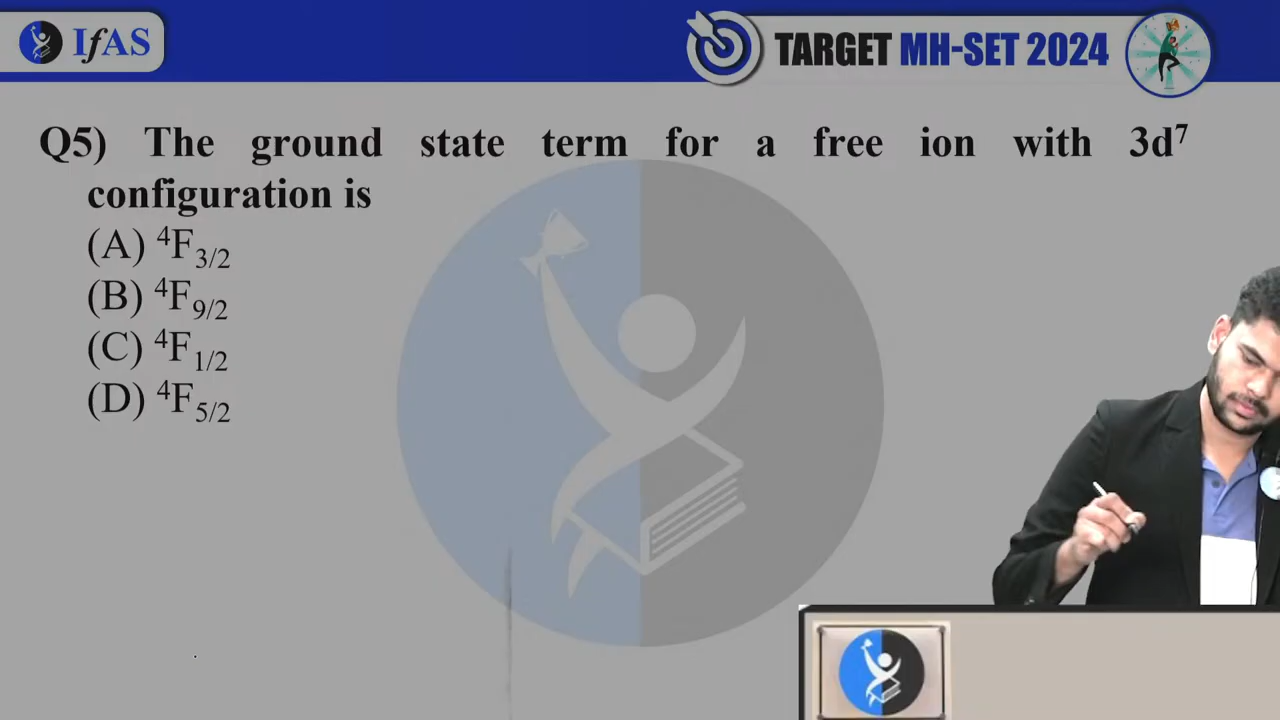 IfAS
TARGET MH-SET 2024
Q5) The ground state term for a free ion with 3d⁷
configuration is
(A) ⁴F₃/₂
(B) ⁴F₉/₂
(C) ⁴F₁/₂
(D) ⁴F₅/₂